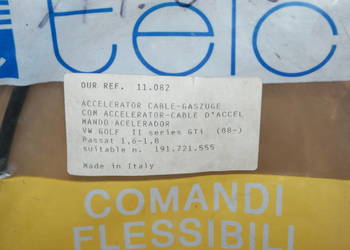 telc
OUR REF. 11.082
ACCELERATOR CABLE-GASZUGE
COM ACCELERATOR-CABLE D'ACCEL
MANDO ACELERADOR
VW GOLF II series GTi (88-)
Passat 1,6-1,8
suitable n. 191.721.555
Made in Italy
COMANDI
FLESSIBILI